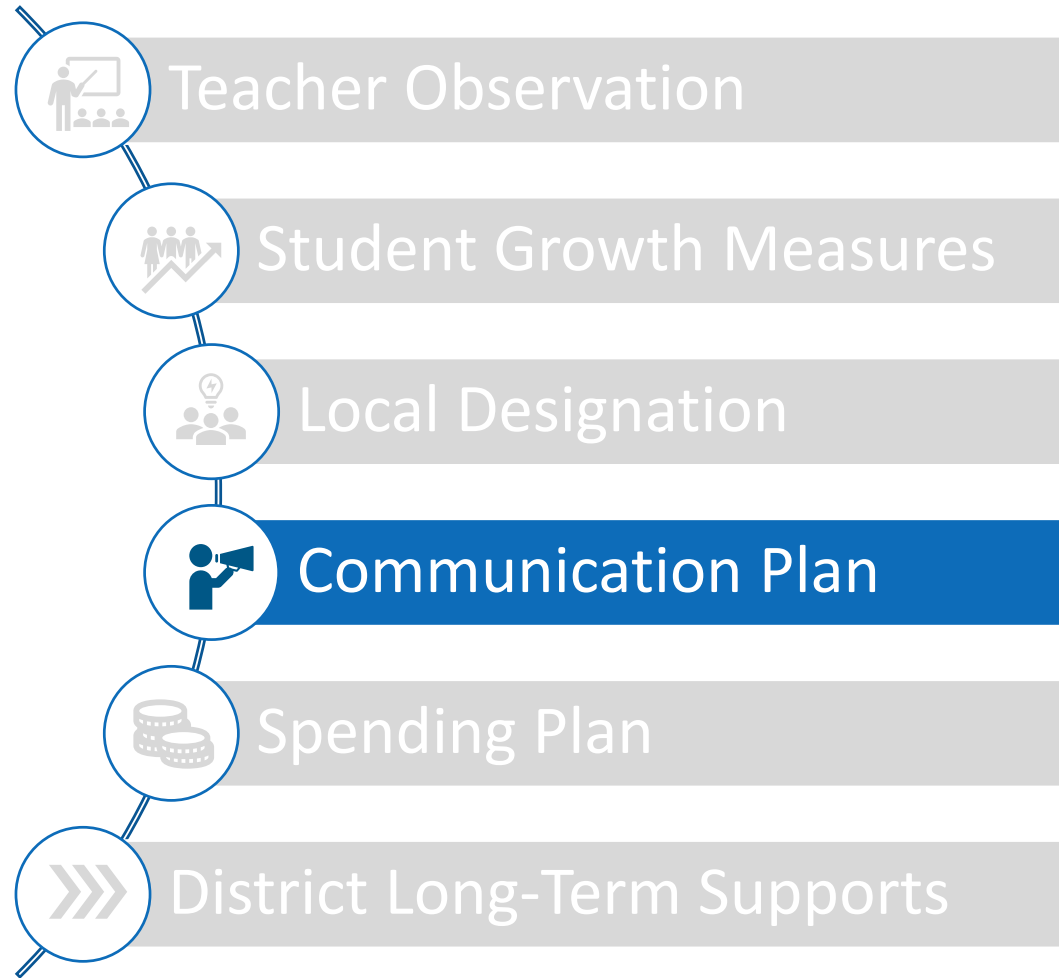 Teacher Observation
Student Growth Measures
Local Designation
Communication Plan
Spending Plan
District Long-Term Supports